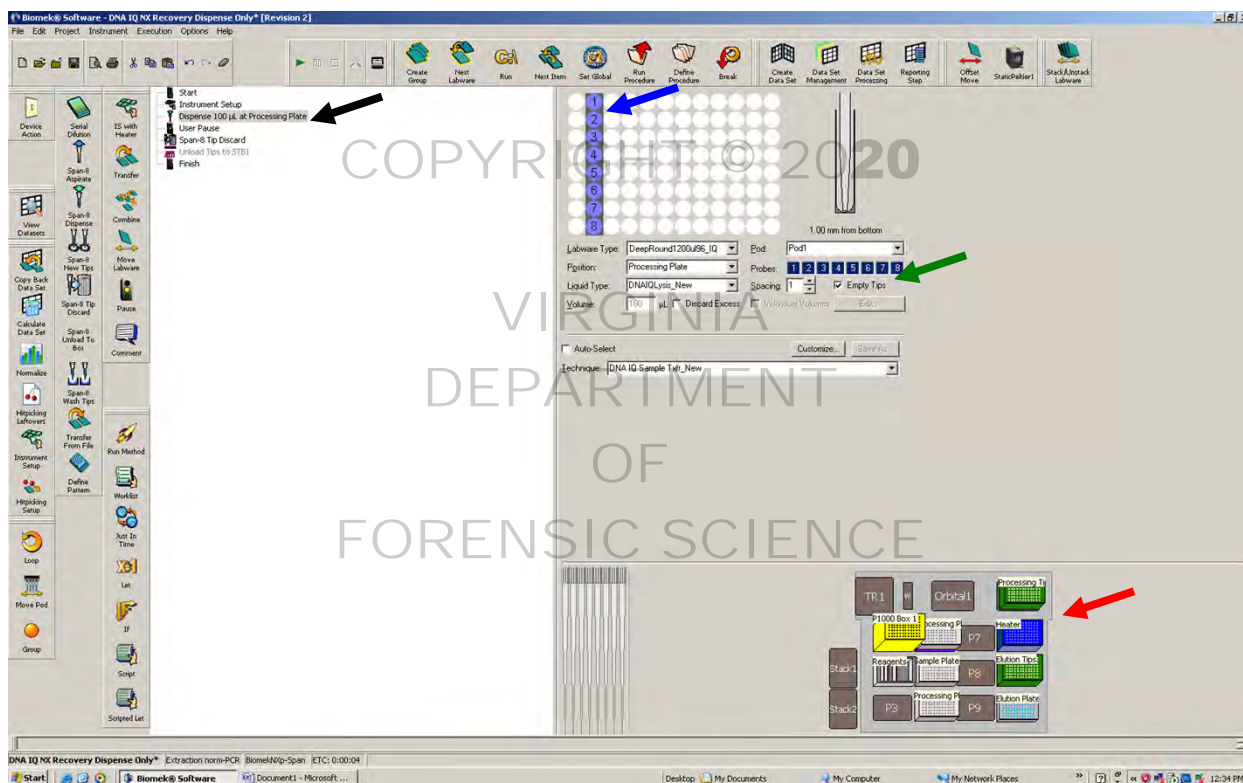 Biomek® Software - DNA IQ NX Recovery Dispense Only* [Revision 2]
File Edit Project Instrument Execution Options Help
Create Group
Next Labware
Run
Next Item
Set Global
Run Procedure
Define Procedure
Break
Create Data Set
Data Set Management
Data Set Processing
Reporting Step
Offset Move
StaticPeltier1
Stack/Unstack Labware
Device Action
View Datasets
Copy Back Data Set
Calculate Data Set
Normalize
Hitpicking Leftovers
Instrument Setup
Hitpicking Setup
Loop
Move Pod
Group
Serial Dilution
Span-8 Aspirate
Span-8 Dispense
Span-8 New Tips
Span-8 Tip Discard
Span-8 Unload To Box
Span-8 Wash Tips
Transfer From File
Define Pattern
IS with Heater
Transfer
Combine
Move Labware
Pause
Comment
Run Method
Worklist
Just In Time
Let
If
Script
Scripted Let
Start
Instrument Setup
Dispense 100 µL at Processing Plate
User Pause
Span-8 Tip Discard
Unload Tips to STB1
Finish
1
2
3
4
5
6
7
8
1.00 mm from bottom
Labware Type: DeepRound1200ul96_IQ Pod: Pod1
Position: Processing Plate Probes: 1 2 3 4 5 6 7 8
Liquid Type: DNAIQLysis_New Spacing: 1 Empty Tips
Volume: 100 µL Discard Excess Individual Volumes Edit...
Auto-Select Customize... Save As...
Technique: DNA IQ Sample Txfr_New
COPYRIGHT © 2020
VIRGINIA
DEPARTMENT
OF
FORENSIC SCIENCE
TR1 W Orbital1 Processing Ti
P1000 Box 1 ocessing Pl P7 Heater
Stack1 Reagents Sample Plate P8 Elution Tips
Stack2 P3 Processing Pl P9 Elution Plate
DNA IQ NX Recovery Dispense Only* Extraction norm-PCR BiomekNXp-Span ETC: 0:00:04
Start Biomek® Software Document1 - Microsoft ... Desktop My Documents My Computer My Network Places » « 12:34 PM